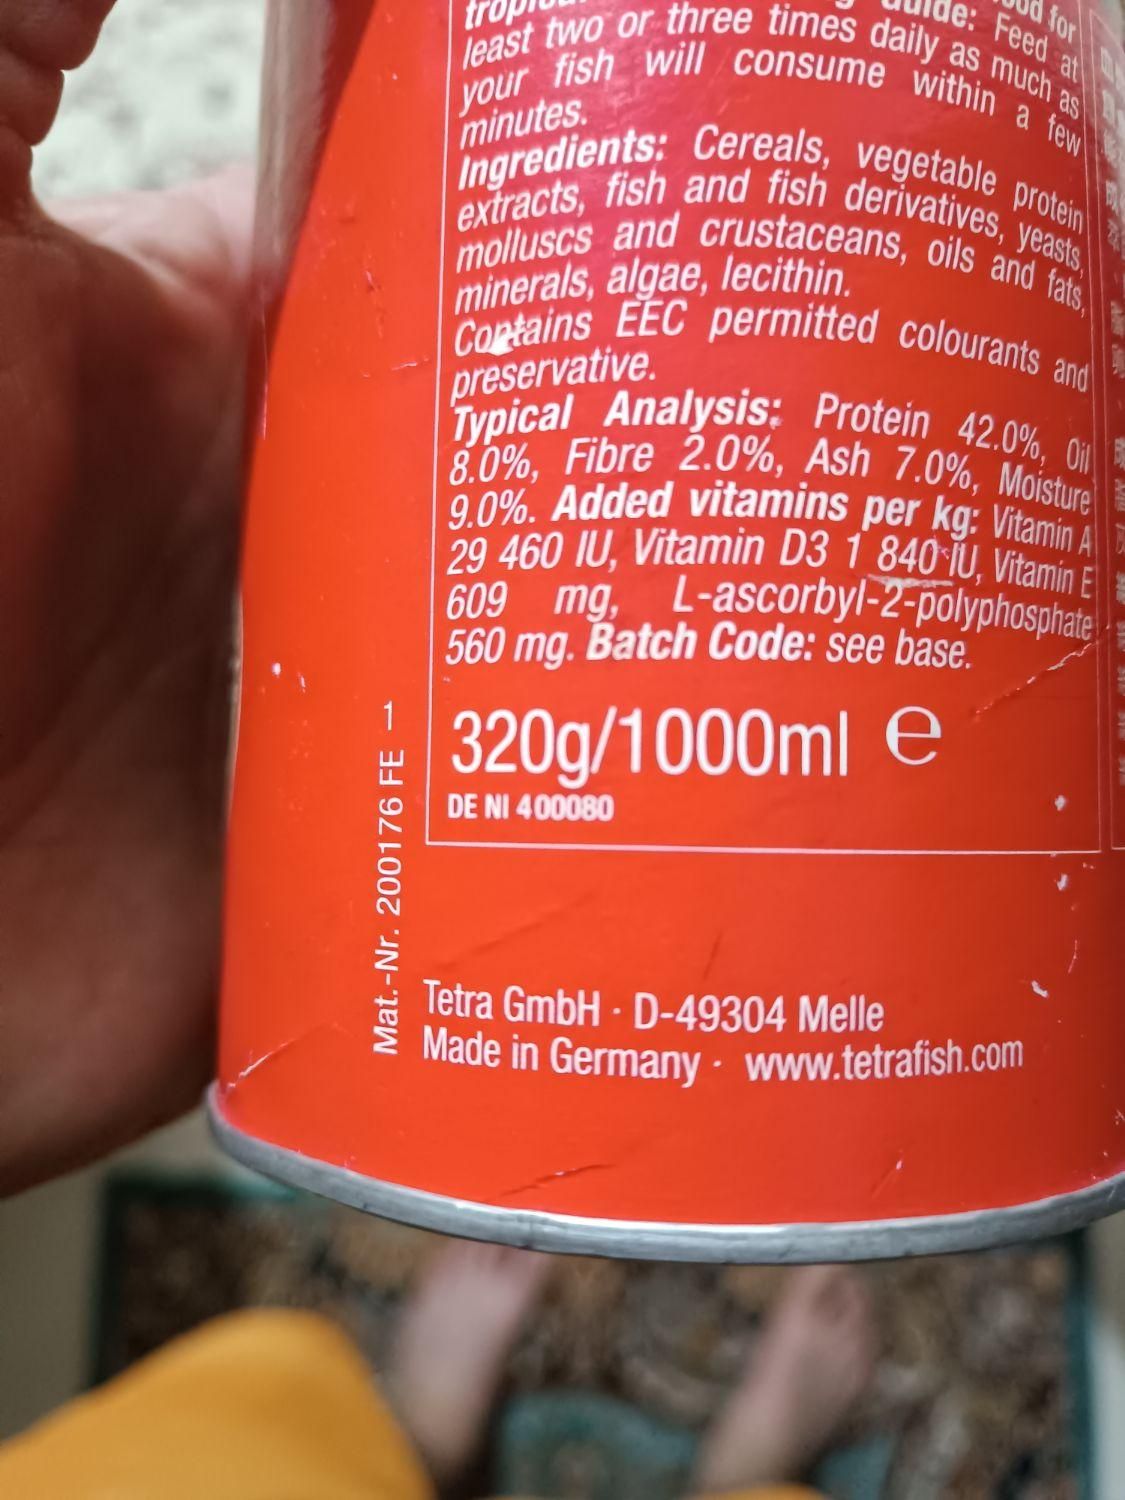 Guide: Feed at
least two or three times daily as much as
your fish will consume within a few
minutes.
Ingredients: Cereals, vegetable protein
extracts, fish and fish derivatives, yeasts,
molluscs and crustaceans, oils and fats,
minerals, algae, lecithin.
Contains EEC permitted colourants and
preservative.
Typical Analysis: Protein 42.0%, Oil
8.0%, Fibre 2.0%, Ash 7.0%, Moisture
9.0%. Added vitamins per kg: Vitamin A
29 460 IU, Vitamin D3 1 840 IU, Vitamin E
609 mg, L-ascorbyl-2-polyphosphate
560 mg. Batch Code: see base.
320g/1000ml e
DE NI 400080
Mat.-Nr. 200176 FE – 1
Tetra GmbH · D-49304 Melle
Made in Germany · www.tetrafish.com